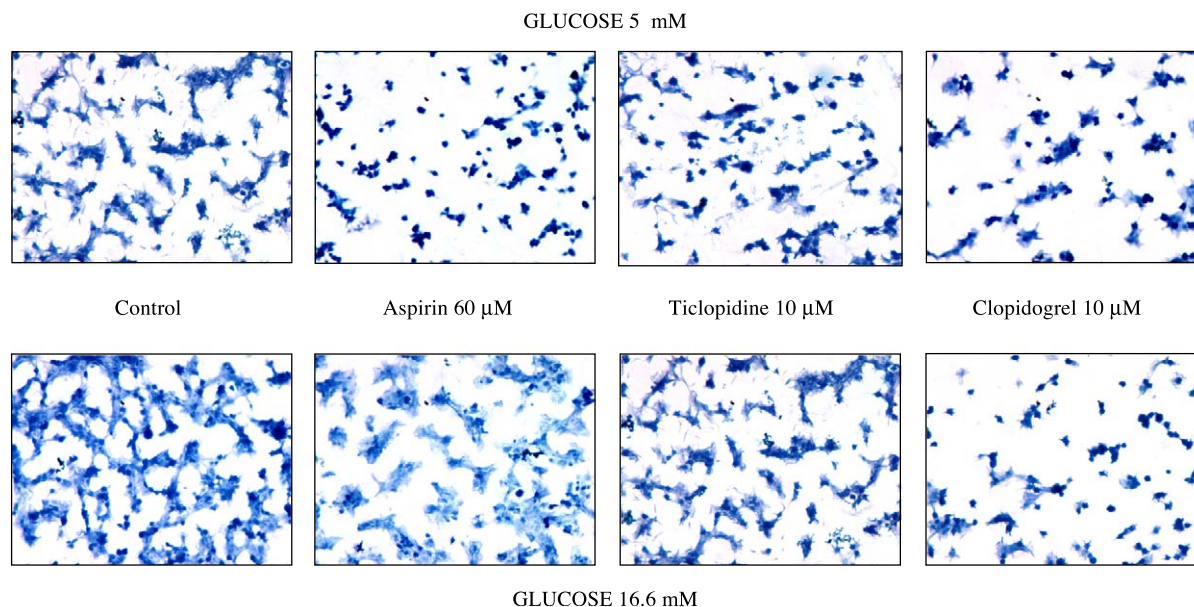 GLUCOSE 5 mM
Control
Aspirin 60 μM
Ticlopidine 10 μM
Clopidogrel 10 μM
GLUCOSE 16.6 mM